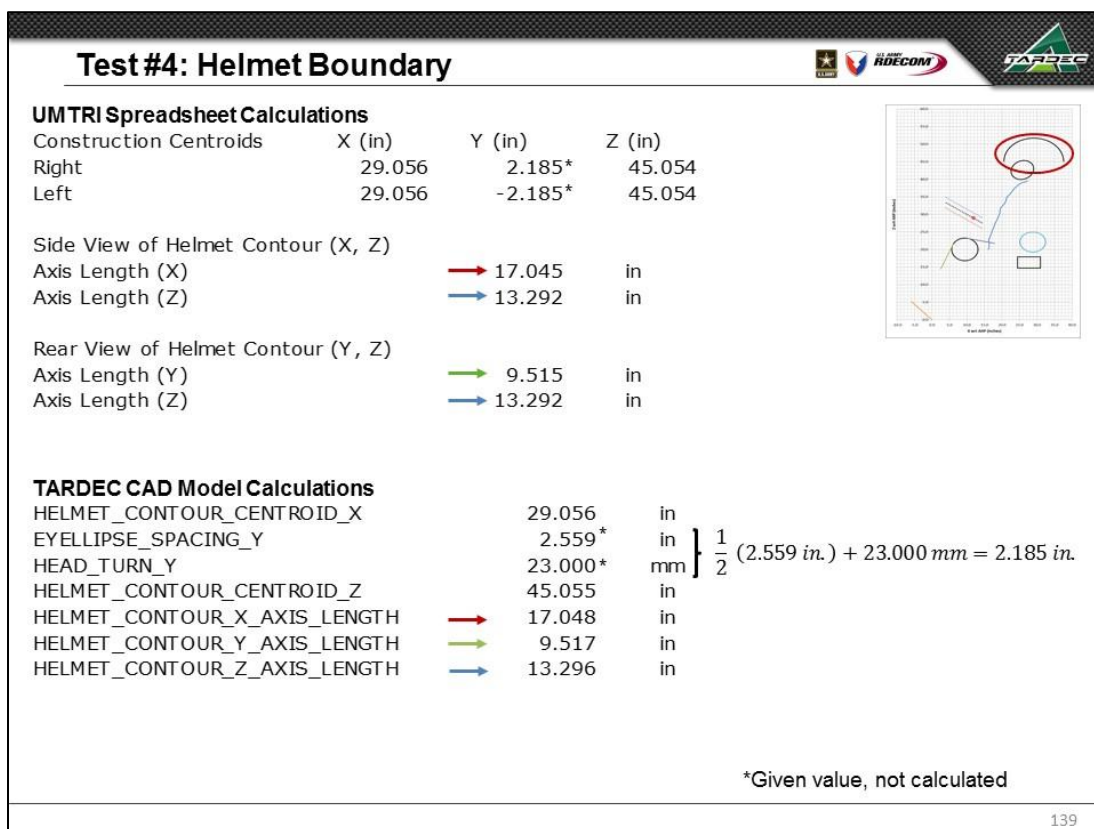 Test #4: Helmet Boundary
U.S. ARMY
RDECOM
TARDEC
UMTRI Spreadsheet Calculations
Construction Centroids X (in) Y (in) Z (in)
Right 29.056 2.185* 45.054
Left 29.056 -2.185* 45.054
Side View of Helmet Contour (X, Z)
Axis Length (X) 17.045 in
Axis Length (Z) 13.292 in
Rear View of Helmet Contour (Y, Z)
Axis Length (Y) 9.515 in
Axis Length (Z) 13.292 in
TARDEC CAD Model Calculations
HELMET_CONTOUR_CENTROID_X 29.056 in
EYELLIPSE_SPACING_Y 2.559* in
HEAD_TURN_Y 23.000* mm
1/2 (2.559 in.) + 23.000 mm = 2.185 in.
HELMET_CONTOUR_CENTROID_Z 45.055 in
HELMET_CONTOUR_X_AXIS_LENGTH 17.048 in
HELMET_CONTOUR_Y_AXIS_LENGTH 9.517 in
HELMET_CONTOUR_Z_AXIS_LENGTH 13.296 in
*Given value, not calculated
139